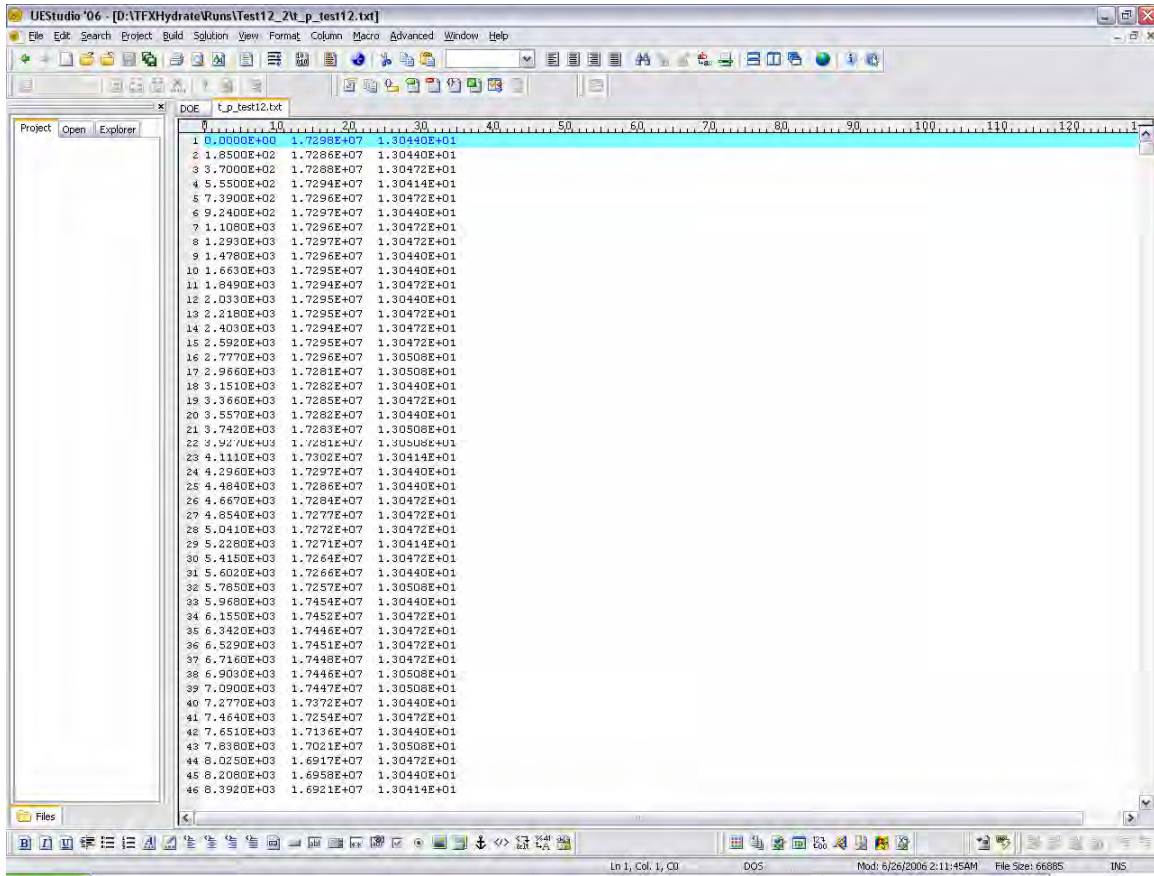 UEStudio '06 - [D:\TFXHydrate\Runs\Test12_2\t_p_test12.txt]
File Edit Search Project Build Solution View Format Column Macro Advanced Window Help
DOE t_p_test12.txt
Project Open Explorer
0 10 20 30 40 50 60 70 80 90 100 110 120 1
1 0.0000E+00 1.7298E+07 1.30440E+01
2 1.8500E+02 1.7286E+07 1.30440E+01
3 3.7000E+02 1.7288E+07 1.30472E+01
4 5.5500E+02 1.7294E+07 1.30414E+01
5 7.3900E+02 1.7296E+07 1.30472E+01
6 9.2400E+02 1.7297E+07 1.30440E+01
7 1.1080E+03 1.7296E+07 1.30472E+01
8 1.2930E+03 1.7297E+07 1.30472E+01
9 1.4780E+03 1.7296E+07 1.30440E+01
10 1.6630E+03 1.7295E+07 1.30440E+01
11 1.8490E+03 1.7294E+07 1.30472E+01
12 2.0330E+03 1.7295E+07 1.30440E+01
13 2.2180E+03 1.7295E+07 1.30472E+01
14 2.4030E+03 1.7294E+07 1.30472E+01
15 2.5920E+03 1.7295E+07 1.30472E+01
16 2.7770E+03 1.7296E+07 1.30508E+01
17 2.9660E+03 1.7281E+07 1.30508E+01
18 3.1510E+03 1.7282E+07 1.30440E+01
19 3.3660E+03 1.7285E+07 1.30472E+01
20 3.5570E+03 1.7282E+07 1.30440E+01
21 3.7420E+03 1.7283E+07 1.30508E+01
22 3.9270E+03 1.7281E+07 1.30508E+01
23 4.1110E+03 1.7302E+07 1.30414E+01
24 4.2960E+03 1.7297E+07 1.30440E+01
25 4.4840E+03 1.7286E+07 1.30440E+01
26 4.6670E+03 1.7284E+07 1.30472E+01
27 4.8540E+03 1.7277E+07 1.30472E+01
28 5.0410E+03 1.7272E+07 1.30472E+01
29 5.2280E+03 1.7271E+07 1.30414E+01
30 5.4150E+03 1.7264E+07 1.30472E+01
31 5.6020E+03 1.7266E+07 1.30440E+01
32 5.7850E+03 1.7257E+07 1.30508E+01
33 5.9680E+03 1.7454E+07 1.30440E+01
34 6.1550E+03 1.7452E+07 1.30472E+01
35 6.3420E+03 1.7446E+07 1.30472E+01
36 6.5290E+03 1.7451E+07 1.30472E+01
37 6.7160E+03 1.7448E+07 1.30472E+01
38 6.9030E+03 1.7446E+07 1.30508E+01
39 7.0900E+03 1.7447E+07 1.30508E+01
40 7.2770E+03 1.7372E+07 1.30440E+01
41 7.4640E+03 1.7254E+07 1.30472E+01
42 7.6510E+03 1.7136E+07 1.30440E+01
43 7.8380E+03 1.7021E+07 1.30508E+01
44 8.0250E+03 1.6917E+07 1.30472E+01
45 8.2080E+03 1.6958E+07 1.30440E+01
46 8.3920E+03 1.6921E+07 1.30414E+01
Files
Ln 1, Col. 1, C0 DOS Mod: 6/26/2006 2:11:45AM File Size: 66885 INS